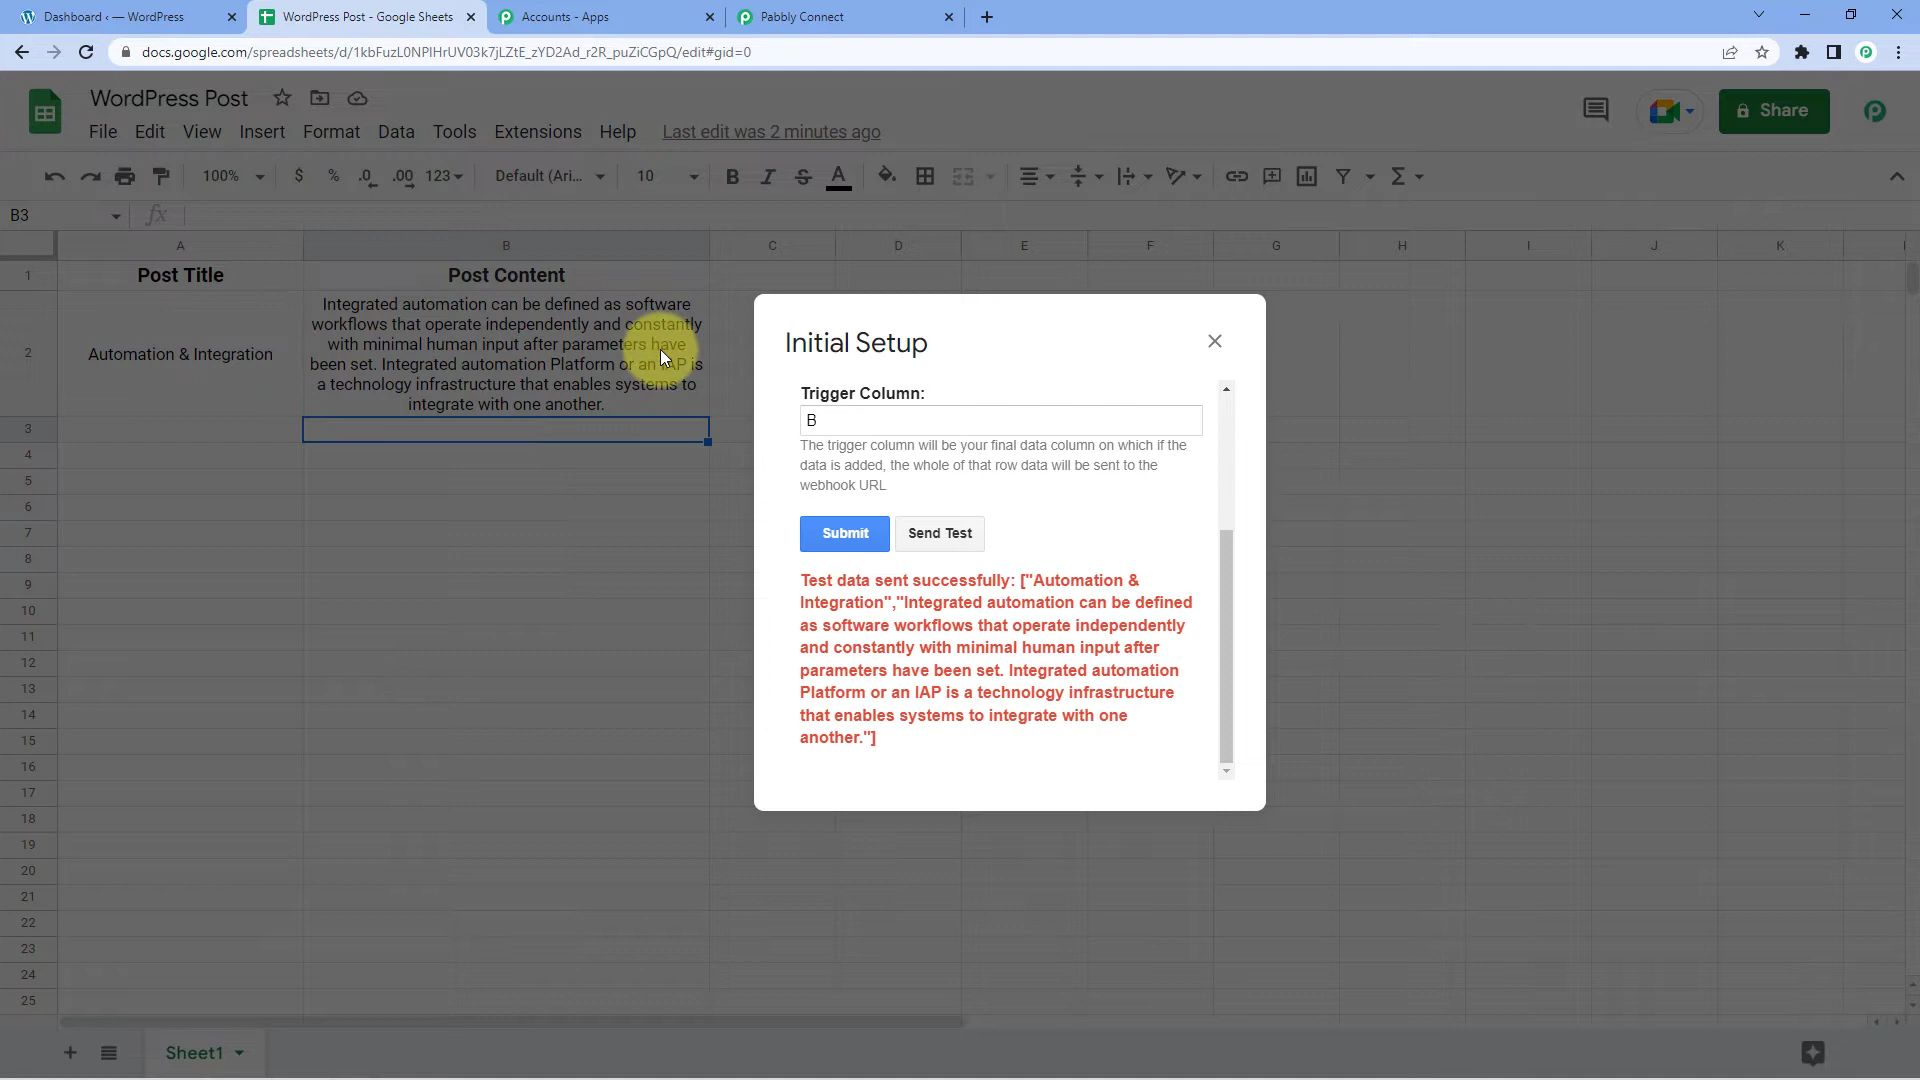 Dashboard ‹ — WordPress
WordPress Post - Google Sheets
Accounts - Apps
Pabbly Connect
docs.google.com/spreadsheets/d/1kbFuzL0NPIHrUV03k7jLZtE_zYD2Ad_r2R_puZiCGpQ/edit#gid=0
WordPress Post
File Edit View Insert Format Data Tools Extensions Help Last edit was 2 minutes ago
Share
100% $ % .0 .00 123 Default (Ari... 10 B I S A
B3 fx
A B C D E F G H I J K
1 Post Title Post Content
2 Automation & Integration
Integrated automation can be defined as software
workflows that operate independently and constantly
with minimal human input after parameters have
been set. Integrated automation Platform or an IAP is
a technology infrastructure that enables systems to
integrate with one another.
3
4
5
6
7
8
9
10
11
12
13
14
15
16
17
18
19
20
21
22
23
24
25
Initial Setup
Trigger Column:
B
The trigger column will be your final data column on which if the
data is added, the whole of that row data will be sent to the
webhook URL
Submit Send Test
Test data sent successfully: ["Automation &
Integration","Integrated automation can be defined
as software workflows that operate independently
and constantly with minimal human input after
parameters have been set. Integrated automation
Platform or an IAP is a technology infrastructure
that enables systems to integrate with one
another."]
Sheet1